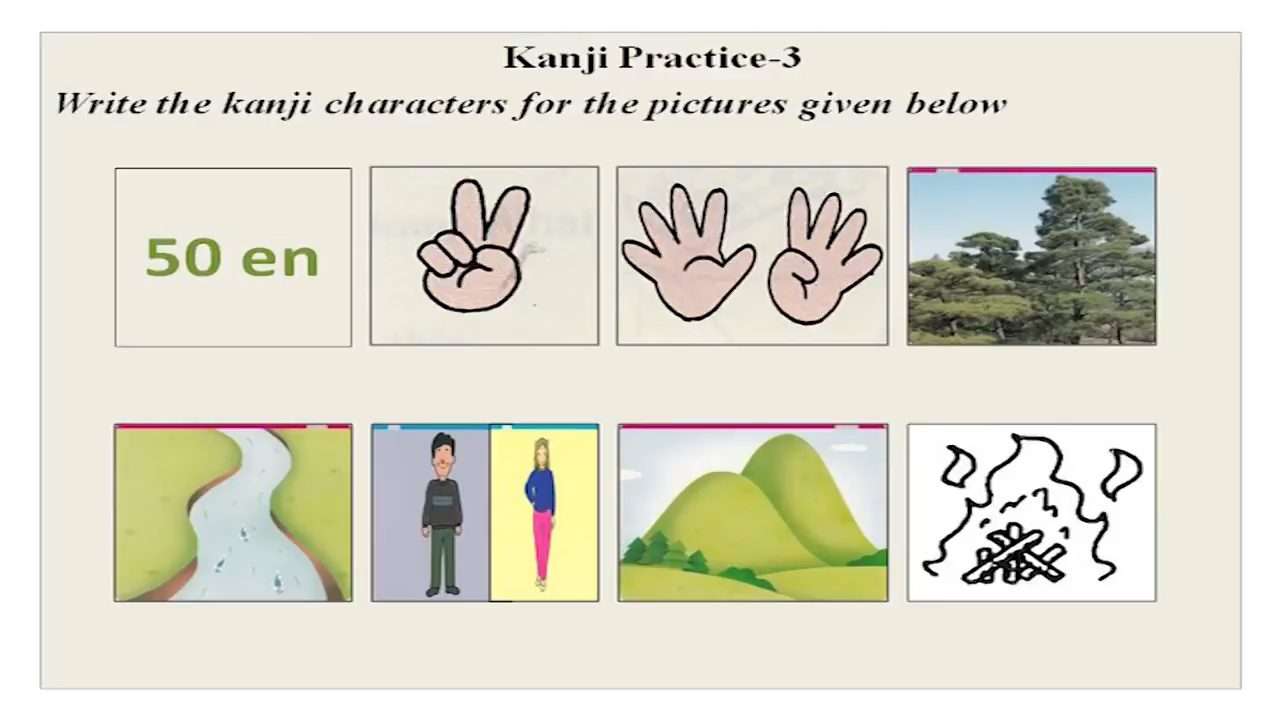 Kanji Practice-3
Write the kanji characters for the pictures given below
50 en